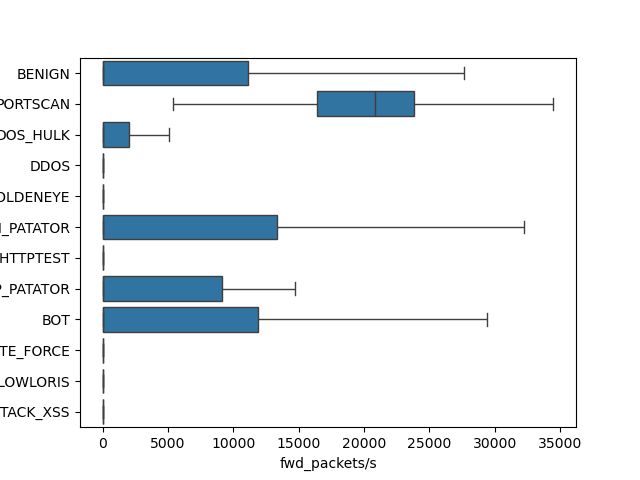 BENIGN
PORTSCAN
DOS_HULK
DDOS
OLDENEYE
_PATATOR
HTTPTEST
P_PATATOR
BOT
TE_FORCE
LOWLORIS
TACK_XSS
0 5000 10000 15000 20000 25000 30000 35000
fwd_packets/s